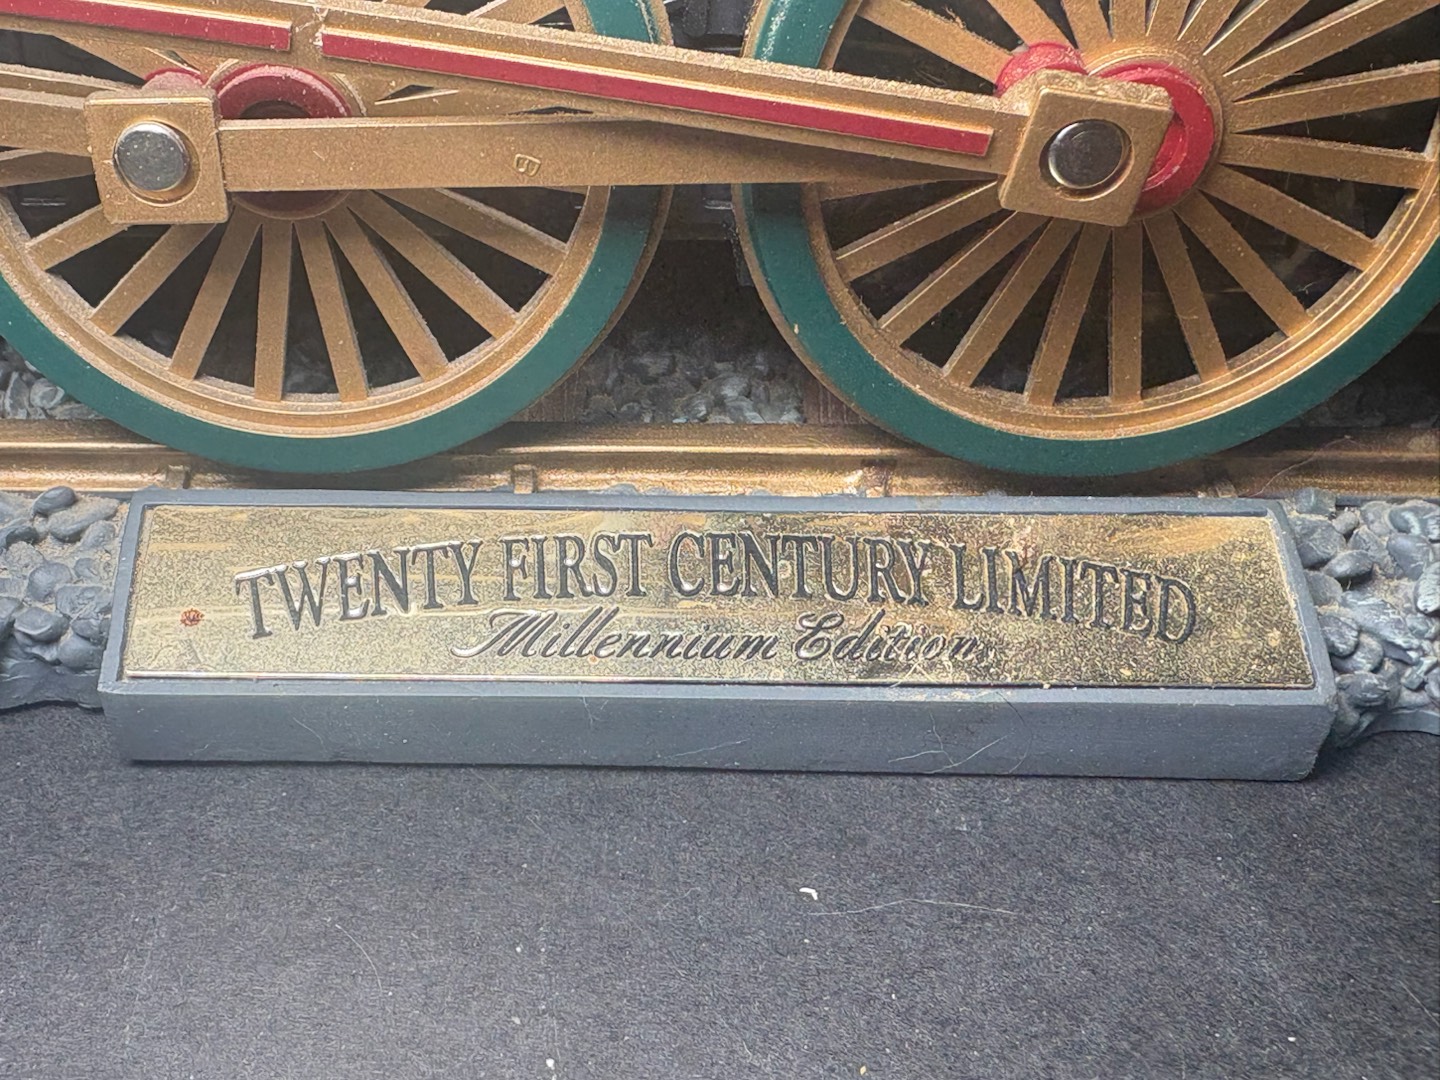 TWENTY FIRST CENTURY LIMITED
Millennium Edition